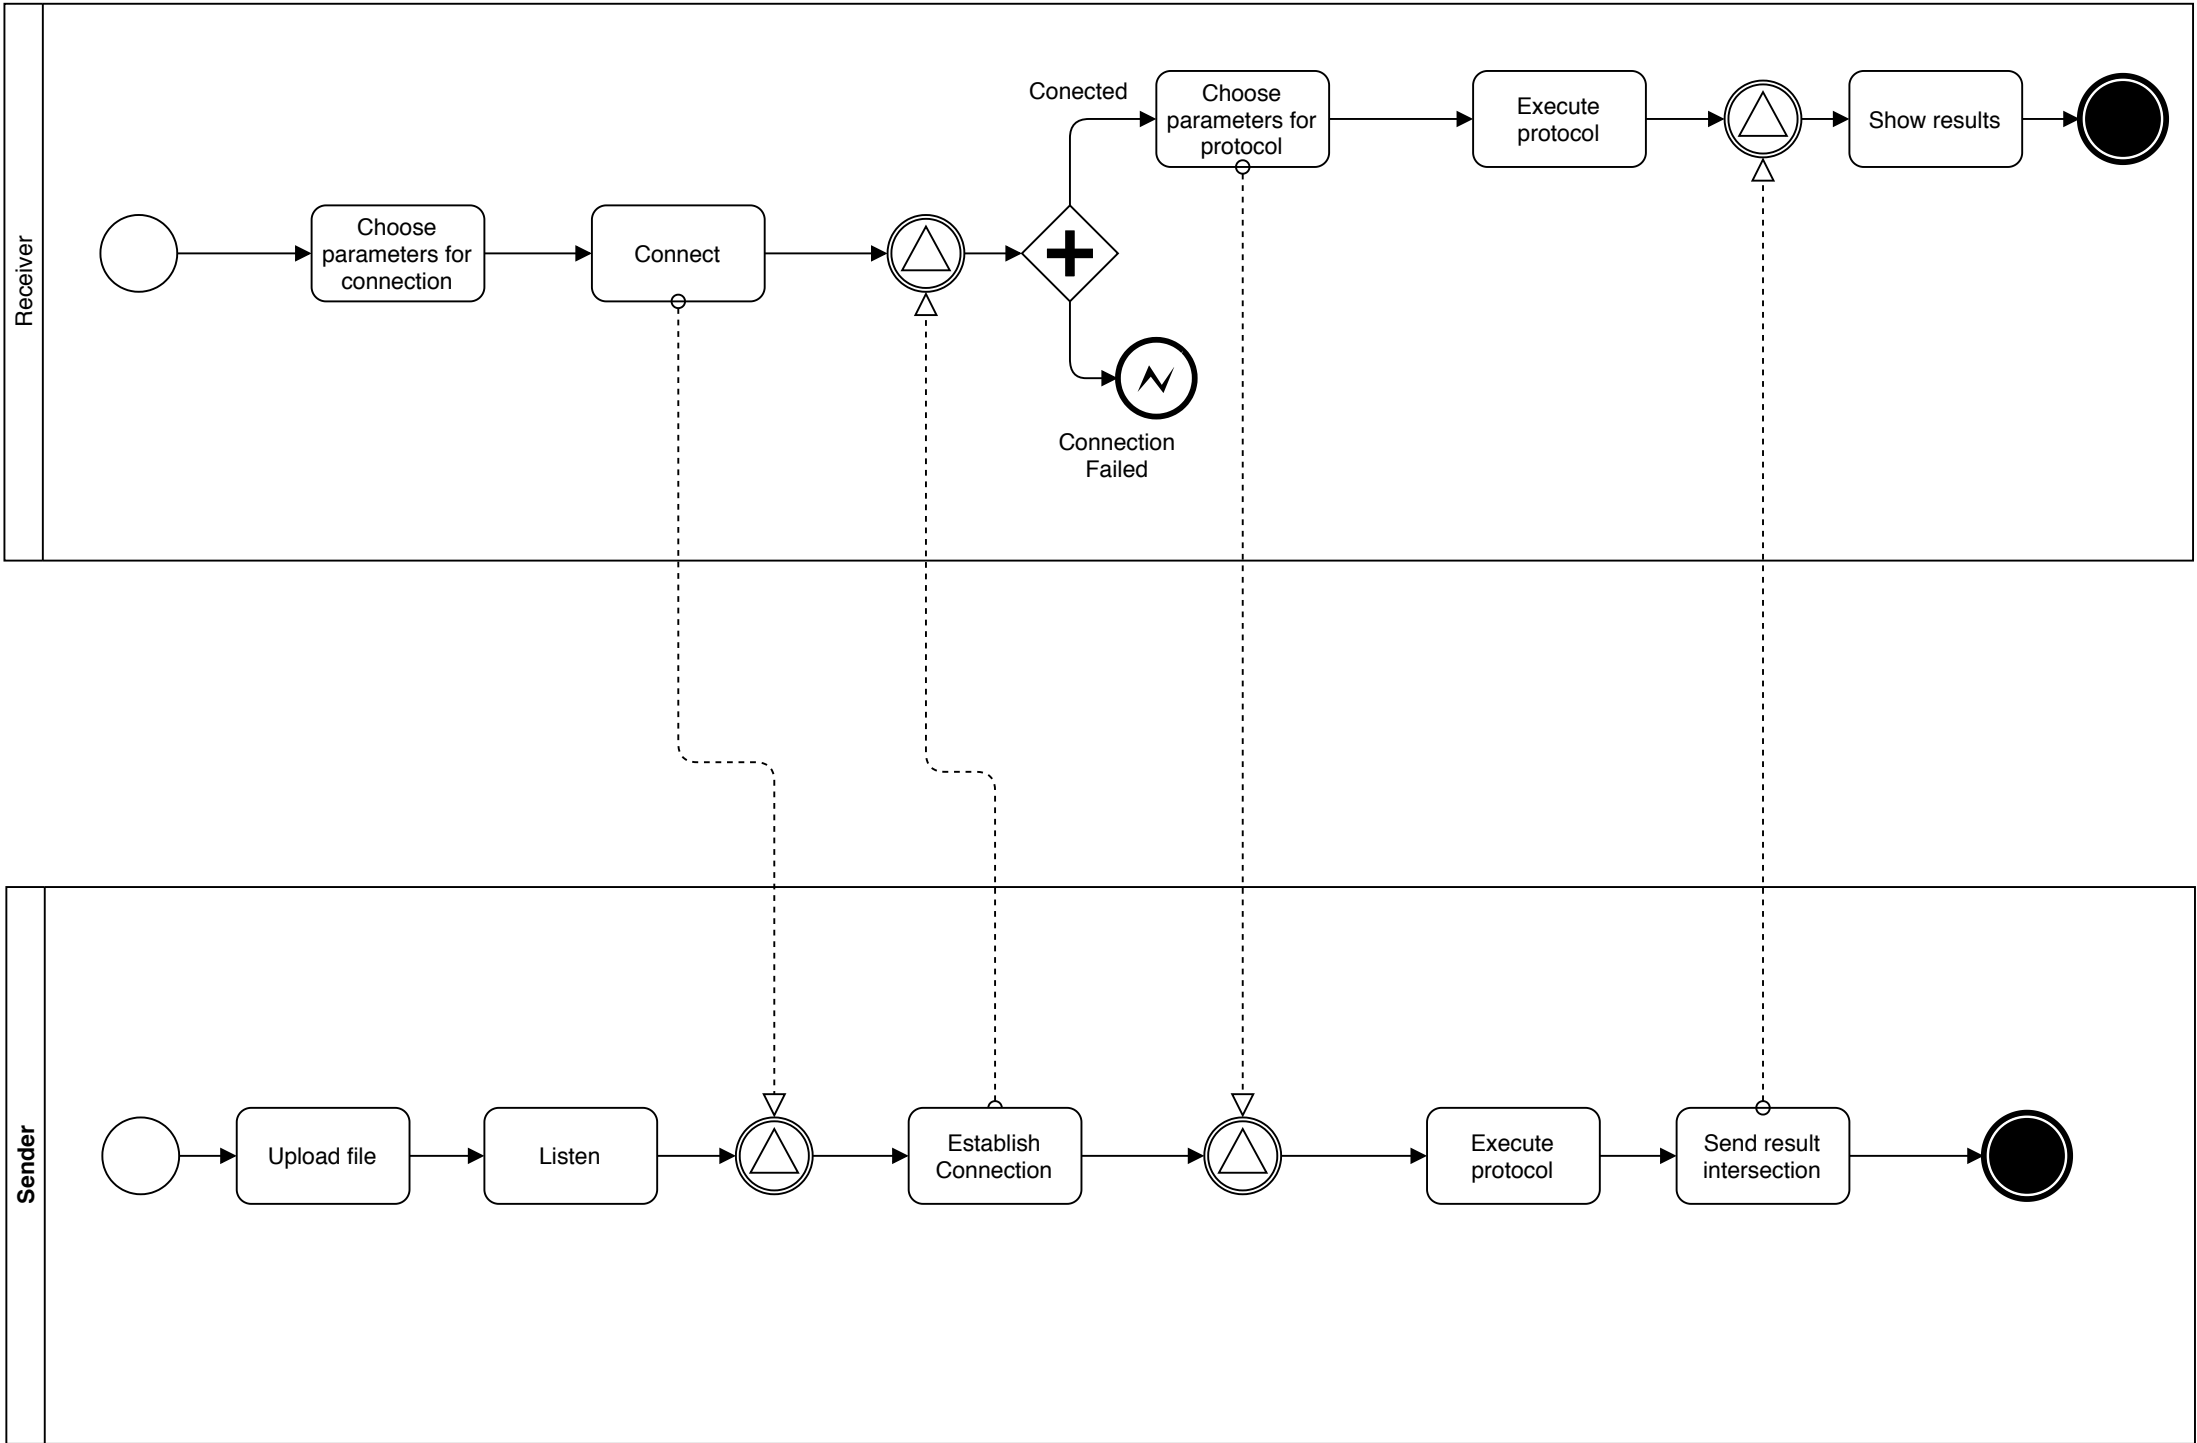 Receiver
Conected
Choose
parameters for
protocol
Execute
protocol
Show results
Choose
parameters for
connection
Connect
Connection
Failed
Sender
Upload file
Listen
Establish
Connection
Execute
protocol
Send result
intersection